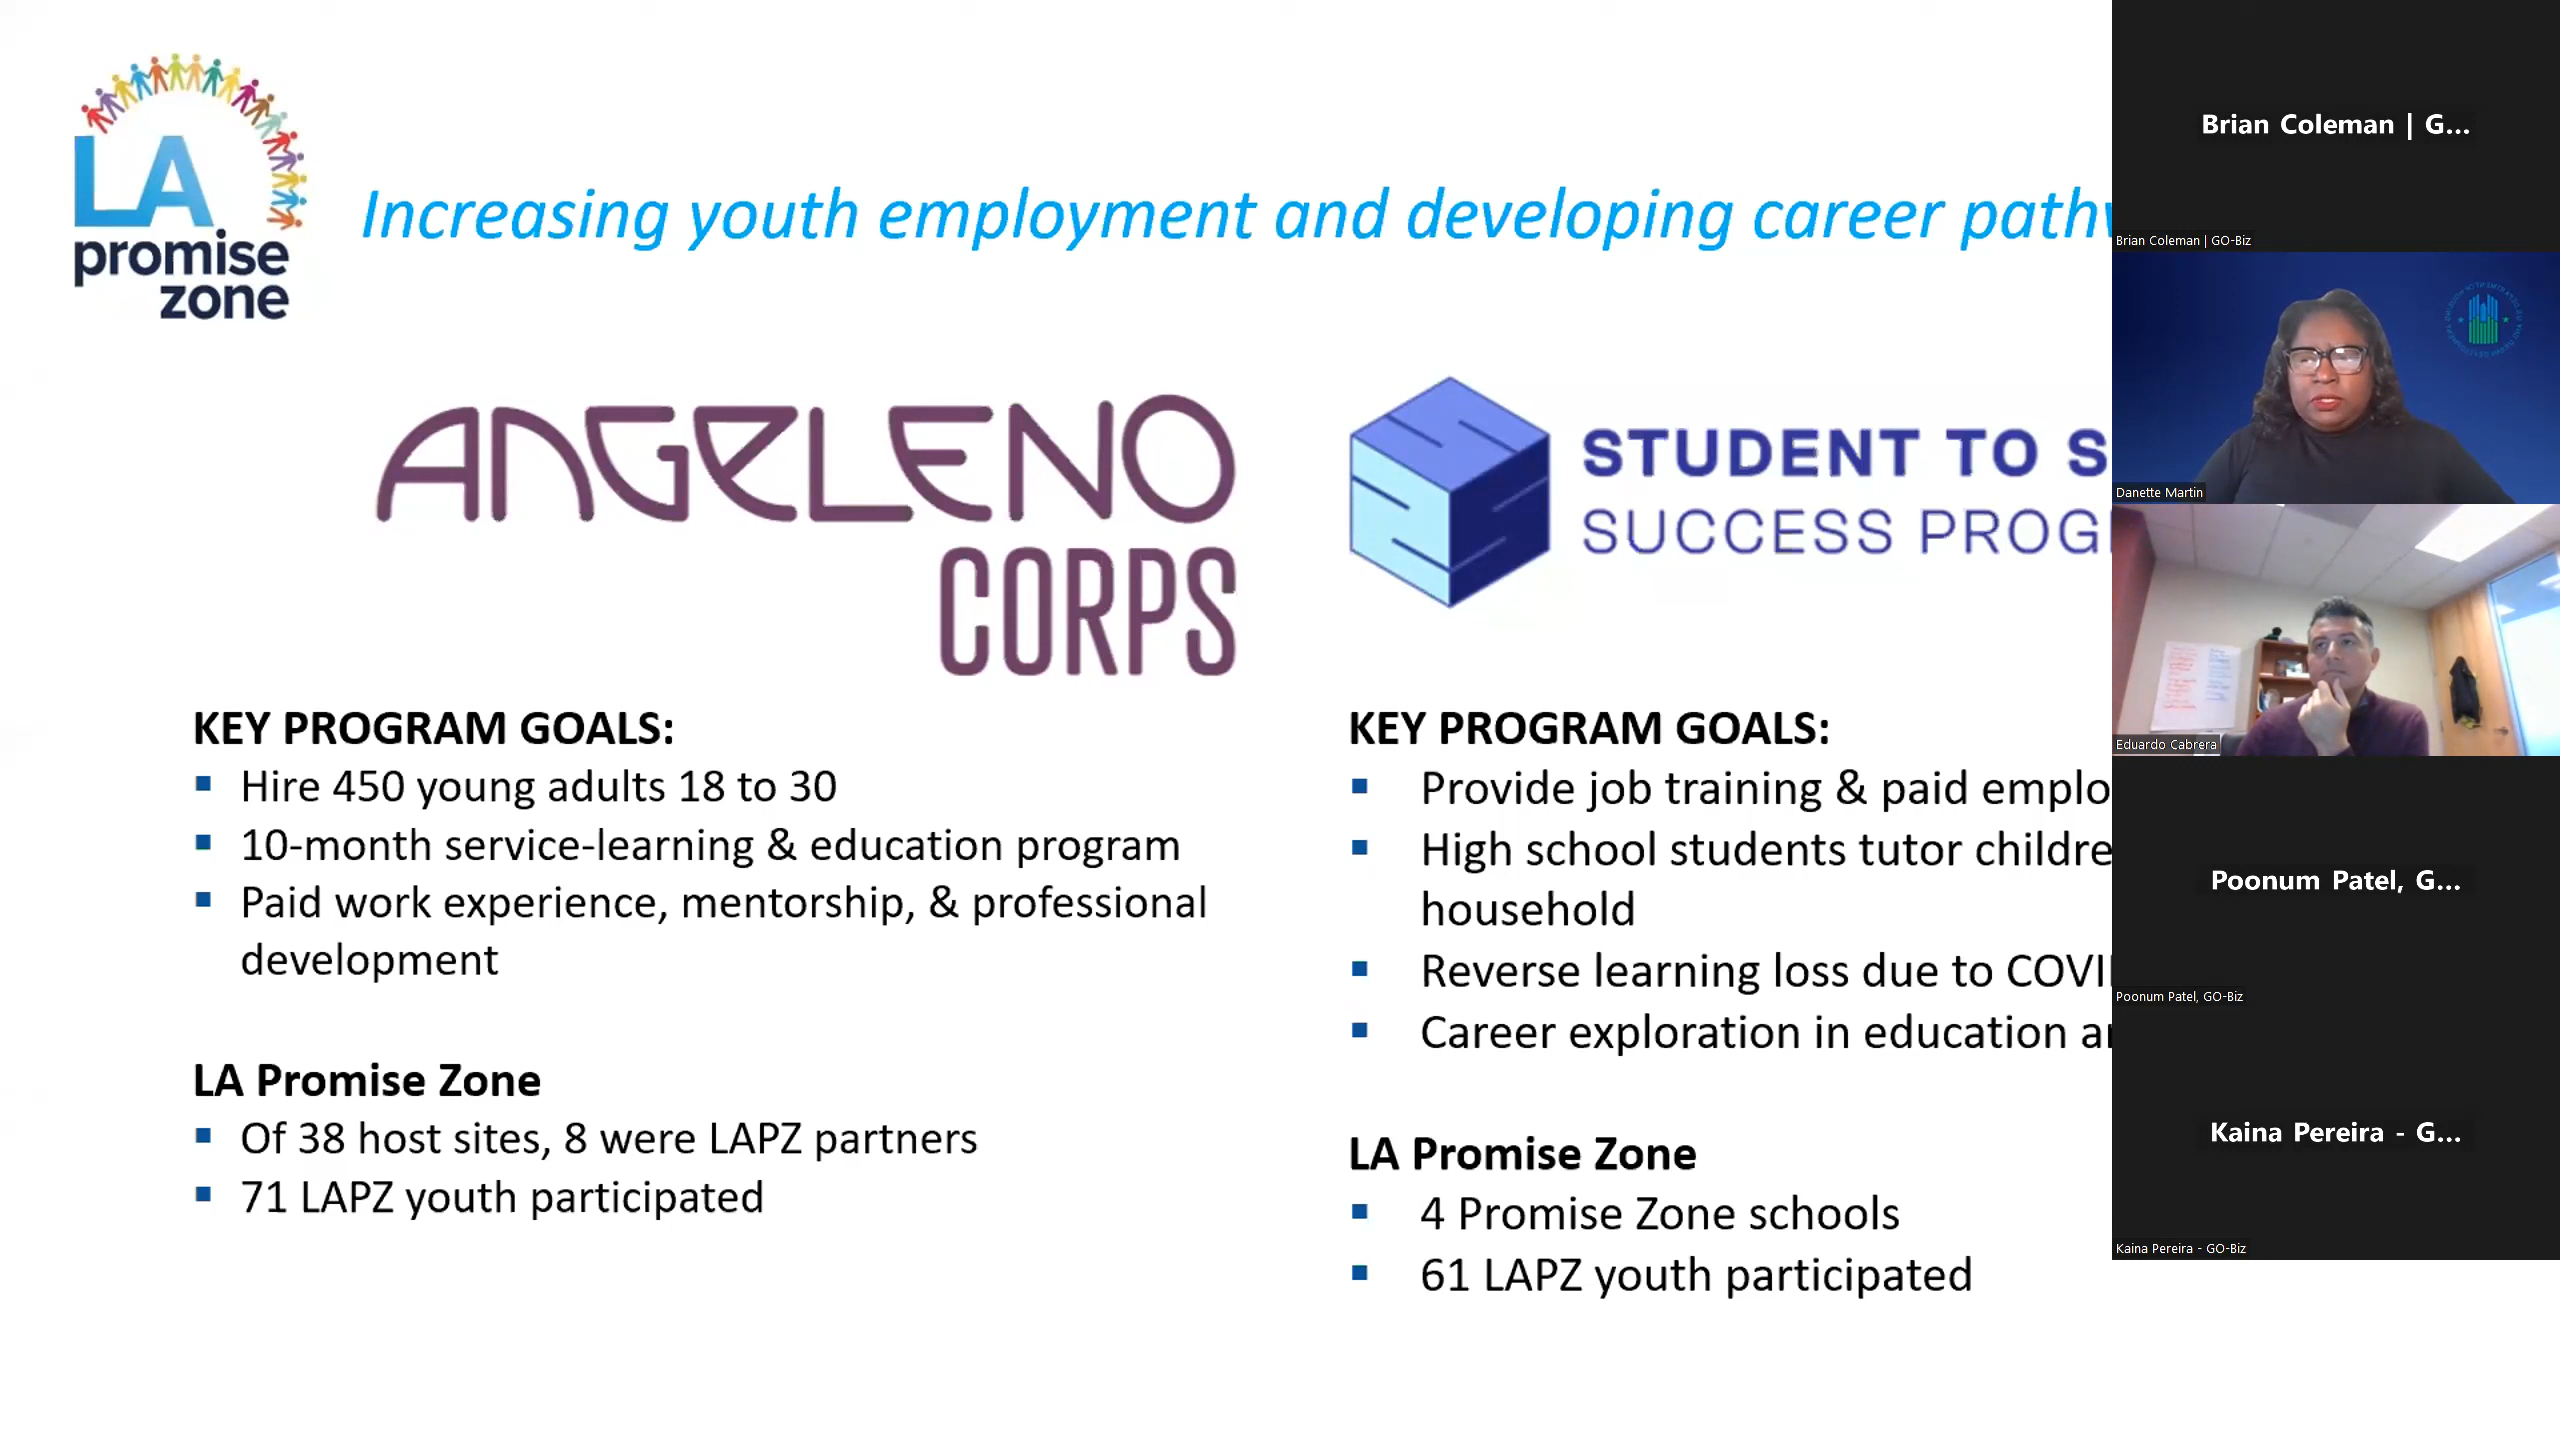 LA
promise
zone
Increasing youth employment and developing career
ANGELENO
CORPS
STUDENT TO
SUCCESS
KEY PROGRAM GOALS:
Hire 450 young adults 18 to 30
10-month service-learning & education program
Paid work experience, mentorship, & professional
development
LA Promise Zone
Of 38 host sites, 8 were LAPZ partners
71 LAPZ youth participated
KEY PROGRAM GOALS:
Provide job training & paid
High school students tutor
household
Reverse learning loss due to
Career exploration in education
LA Promise Zone
4 Promise Zone schools
61 LAPZ youth participated
Brian Coleman | G...
Brian Coleman | GO-Biz
Danette Martin
Eduardo Cabrera
Poonum Patel, G...
Poonum Patel, GO-Biz
Kaina Pereira - G...
Kaina Pereira - GO-Biz